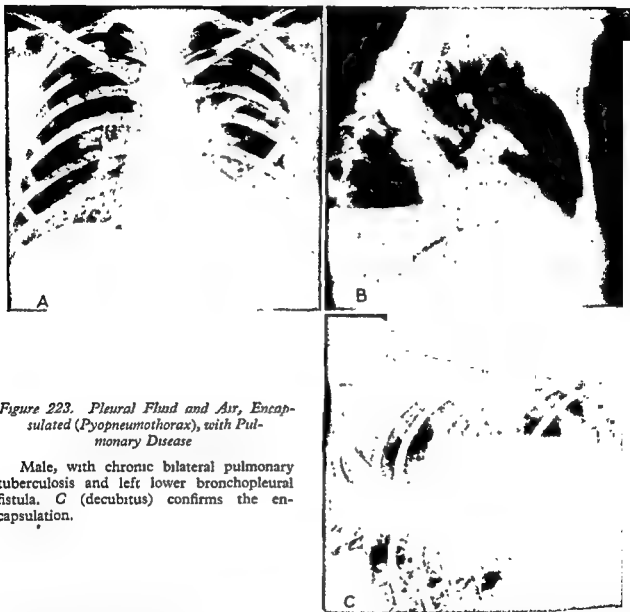 A
B
Figure 223. Pleural Fluid and Air, Encap-
sulated (Pyopneumothorax), with Pul-
monary Disease
Male, with chronic bilateral pulmonary
tuberculosis and left lower bronchopleural
fistula. C (decubitus) confirms the en-
capsulation.
C